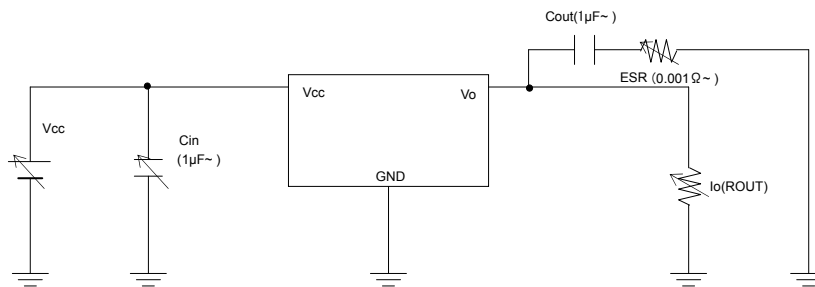 Cout(1µF~)
ESR (0.001Ω~)
Vcc
Vo
Vcc
Cin
(1µF~)
GND
Io(ROUT)